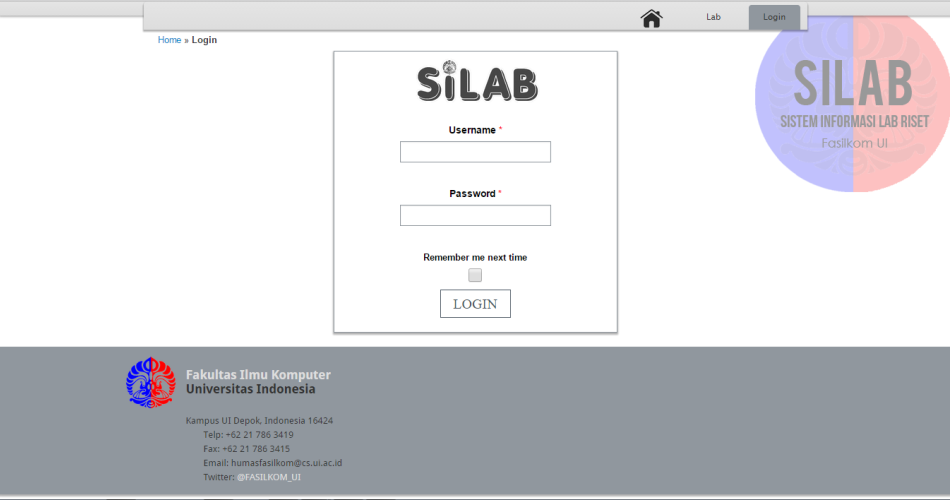 Lab
Login
Home » Login
SiLAB
SILAB
SISTEM INFORMASI LAB RISET
Fasilkom UI
Username *
Password *
Remember me next time
LOGIN
Fakultas Ilmu Komputer
Universitas Indonesia
Kampus UI Depok, Indonesia 16424
Telp: +62 21 786 3419
Fax: +62 21 786 3415
Email: humasfasilkom@cs.ui.ac.id
Twitter: @FASILKOM_UI